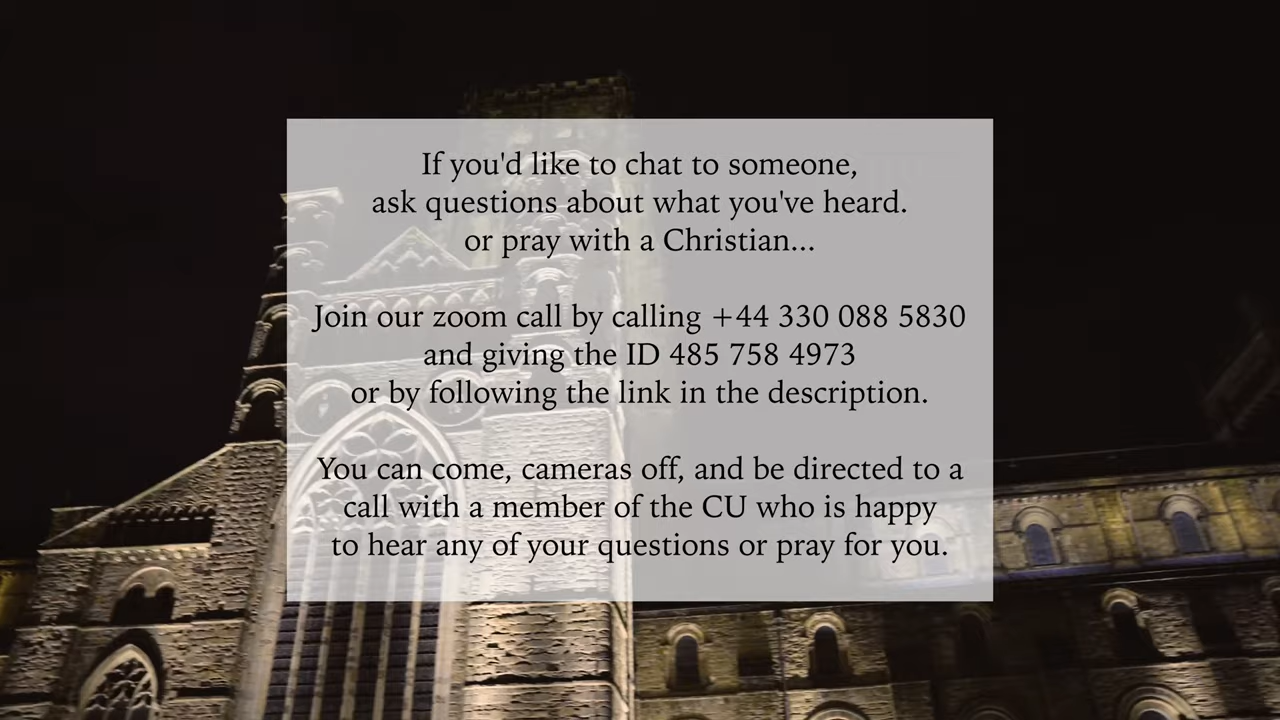 If you'd like to chat to someone,
ask questions about what you've heard.
or pray with a Christian...
Join our zoom call by calling +44 330 088 5830
and giving the ID 485 758 4973
or by following the link in the description.
You can come, cameras off, and be directed to a
call with a member of the CU who is happy
to hear any of your questions or pray for you.